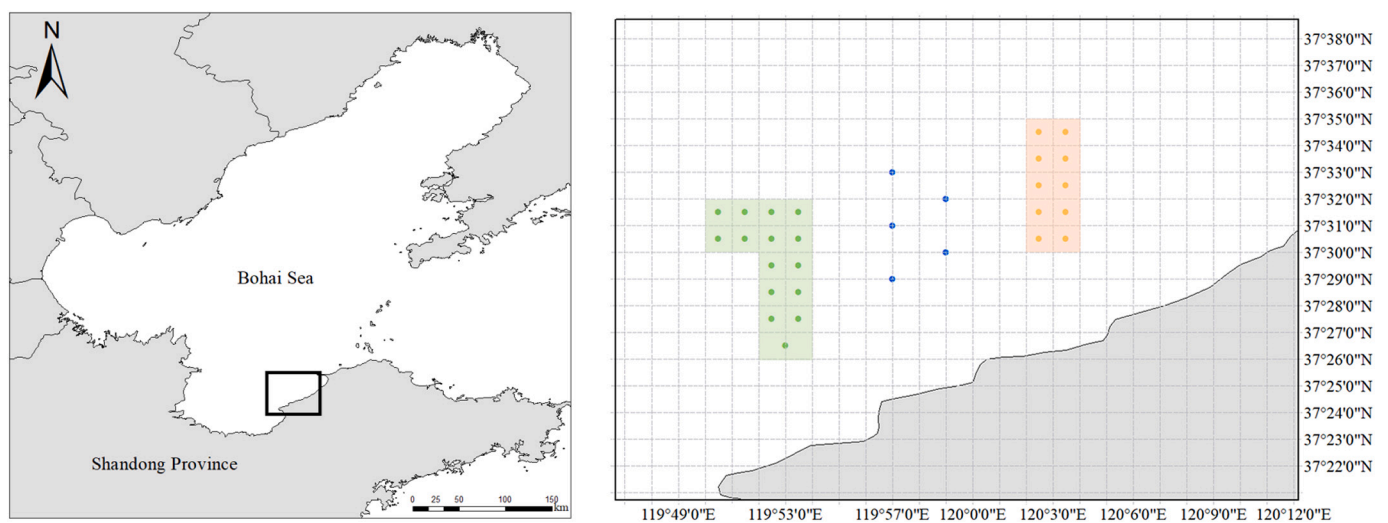 N
Bohai Sea
Shandong Province
0 25 50 100 150
km
37°38'0"N
37°37'0"N
37°36'0"N
37°35'0"N
37°34'0"N
37°33'0"N
37°32'0"N
37°31'0"N
37°30'0"N
37°29'0"N
37°28'0"N
37°27'0"N
37°26'0"N
37°25'0"N
37°24'0"N
37°23'0"N
37°22'0"N
119°49'0"E 119°53'0"E 119°57'0"E 120°0'0"E 120°3'0"E 120°6'0"E 120°9'0"E 120°12'0"E